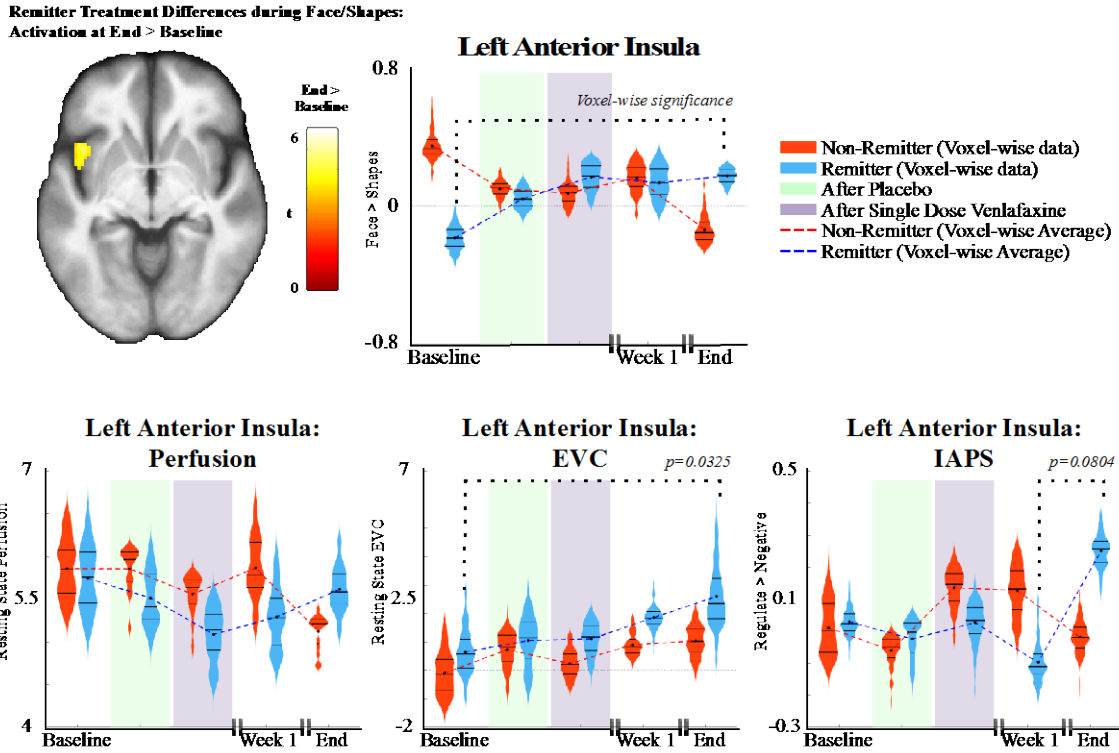 Remitter Treatment Differences during Face/Shapes:
Activation at End > Baseline
End >
Baseline
6
0
Left Anterior Insula
0.8
0
-0.8
Face > Shapes
Voxel-wise significance
Baseline
Week 1
End
Non-Remitter (Voxel-wise data)
Remitter (Voxel-wise data)
After Placebo
After Single Dose Venlafaxine
Non-Remitter (Voxel-wise Average)
Remitter (Voxel-wise Average)
Left Anterior Insula:
Perfusion
7
5.5
4
Resting State Perfusion
Baseline
Week 1
End
Left Anterior Insula:
EVC
p=0.0325
7
2.5
-2
Resting State EVC
Baseline
Week 1
End
Left Anterior Insula:
IAPS
p=0.0804
0.5
0.1
-0.3
Regulate > Negative
Baseline
Week 1
End